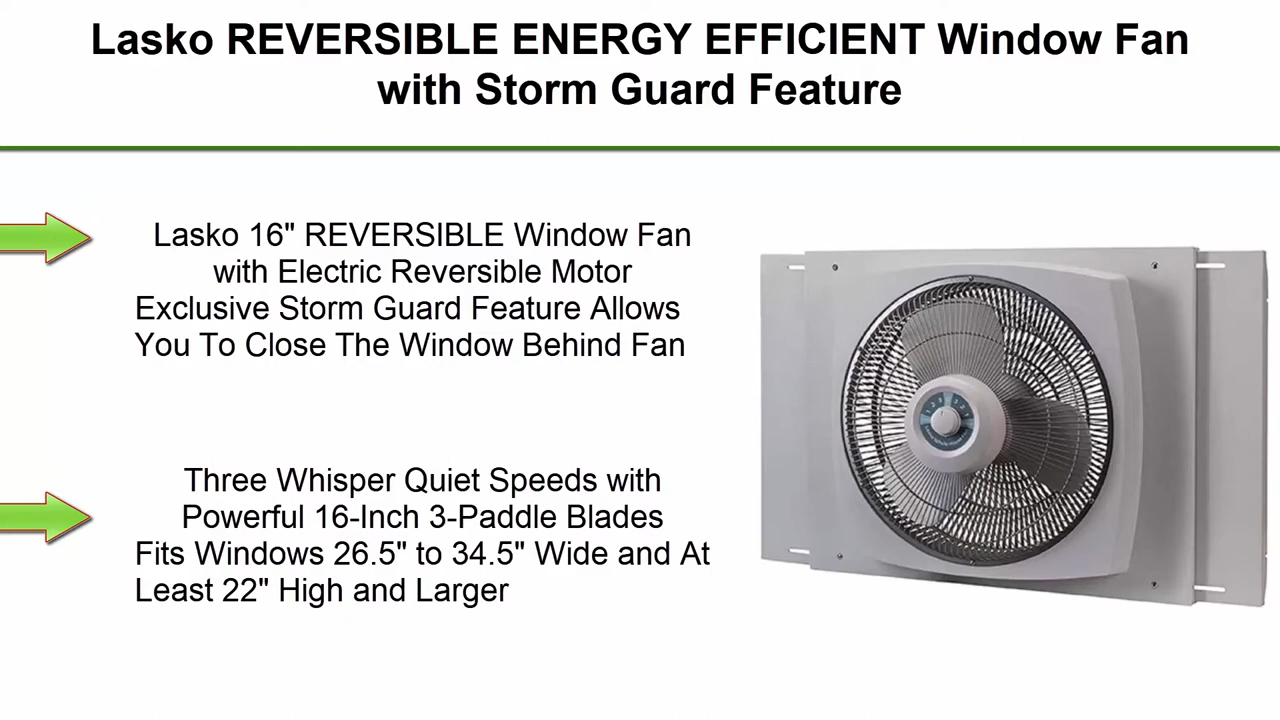 Lasko REVERSIBLE ENERGY EFFICIENT Window Fan
with Storm Guard Feature
Lasko 16" REVERSIBLE Window Fan
with Electric Reversible Motor
Exclusive Storm Guard Feature Allows
You To Close The Window Behind Fan
Three Whisper Quiet Speeds with
Powerful 16-Inch 3-Paddle Blades
Fits Windows 26.5" to 34.5" Wide and At
Least 22" High and Larger